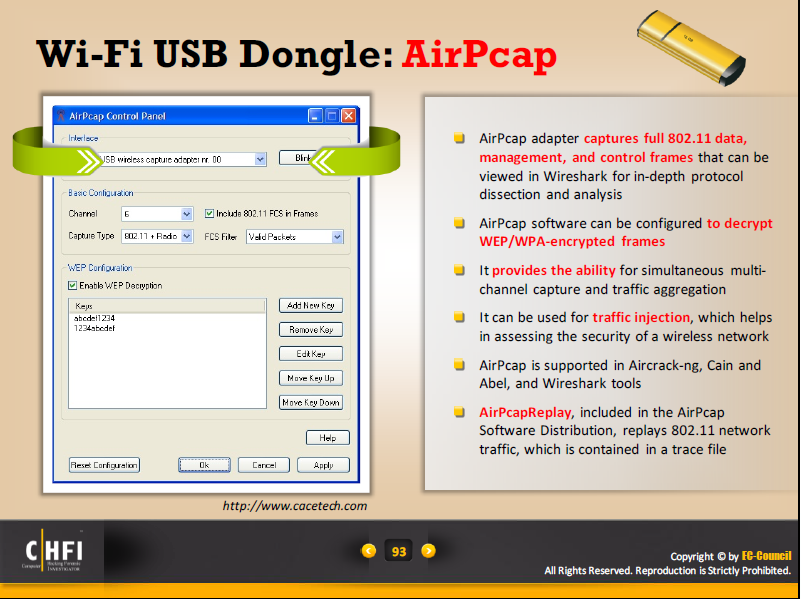 Wi-Fi USB Dongle: AirPcap
AirPcap Control Panel
Interface
USB wireless capture adapter nr. 00
Blink
Basic Configuration
Channel
6
Include 802.11 FCS in Frames
Capture Type
802.11 + Radio
FCS Filter
Valid Packets
WEP Configuration
Enable WEP Decryption
Keys
abcdef1234
1234abcdef
Add New Key
Remove Key
Edit Key
Move Key Up
Move Key Down
Help
Reset Configuration
Ok
Cancel
Apply
http://www.cacetech.com
AirPcap adapter captures full 802.11 data,
management, and control frames that can be
viewed in Wireshark for in-depth protocol
dissection and analysis
AirPcap software can be configured to decrypt
WEP/WPA-encrypted frames
It provides the ability for simultaneous multi-
channel capture and traffic aggregation
It can be used for traffic injection, which helps
in assessing the security of a wireless network
AirPcap is supported in Aircrack-ng, Cain and
Abel, and Wireshark tools
AirPcapReplay, included in the AirPcap
Software Distribution, replays 802.11 network
traffic, which is contained in a trace file
CHFI
Computer
Hacking Forensic
INVESTIGATOR
93
Copyright © by EC-Council
All Rights Reserved. Reproduction is Strictly Prohibited.